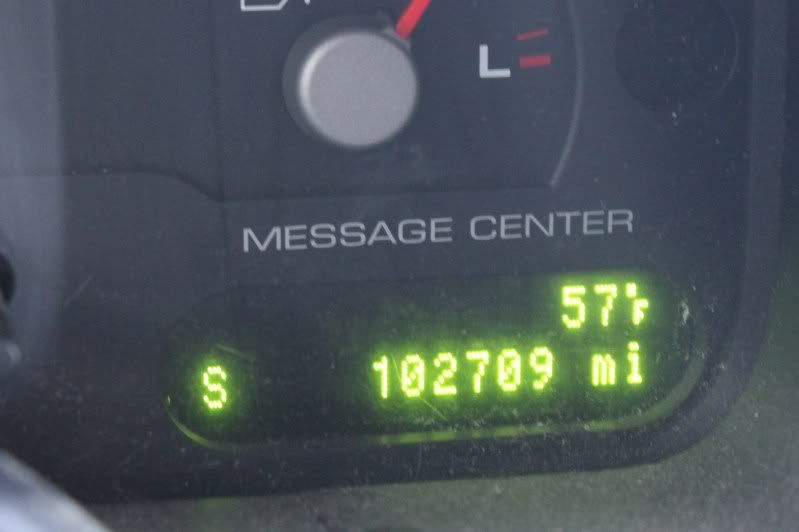 L
MESSAGE CENTER
57°F
S 102709 mi